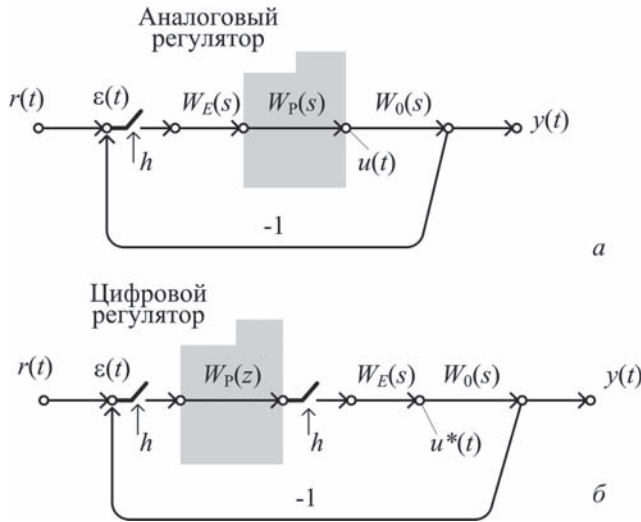 Аналоговый
регулятор
r(t) ε(t) W_E(s) W_P(s) W_0(s) y(t)
h u(t)
-1
а
Цифровой
регулятор
r(t) ε(t) W_P(z) W_E(s) W_0(s) y(t)
h h u*(t)
-1
б